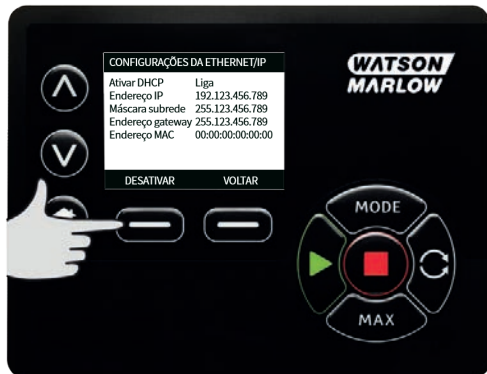 CONFIGURAÇÕES DA ETHERNET/IP
Ativar DHCP Liga
Endereço IP 192.123.456.789
Máscara subrede 255.123.456.789
Endereço gateway 255.123.456.789
Endereço MAC 00:00:00:00:00:00
DESATIVAR VOLTAR
WATSON
MARLOW
MODE
MAX